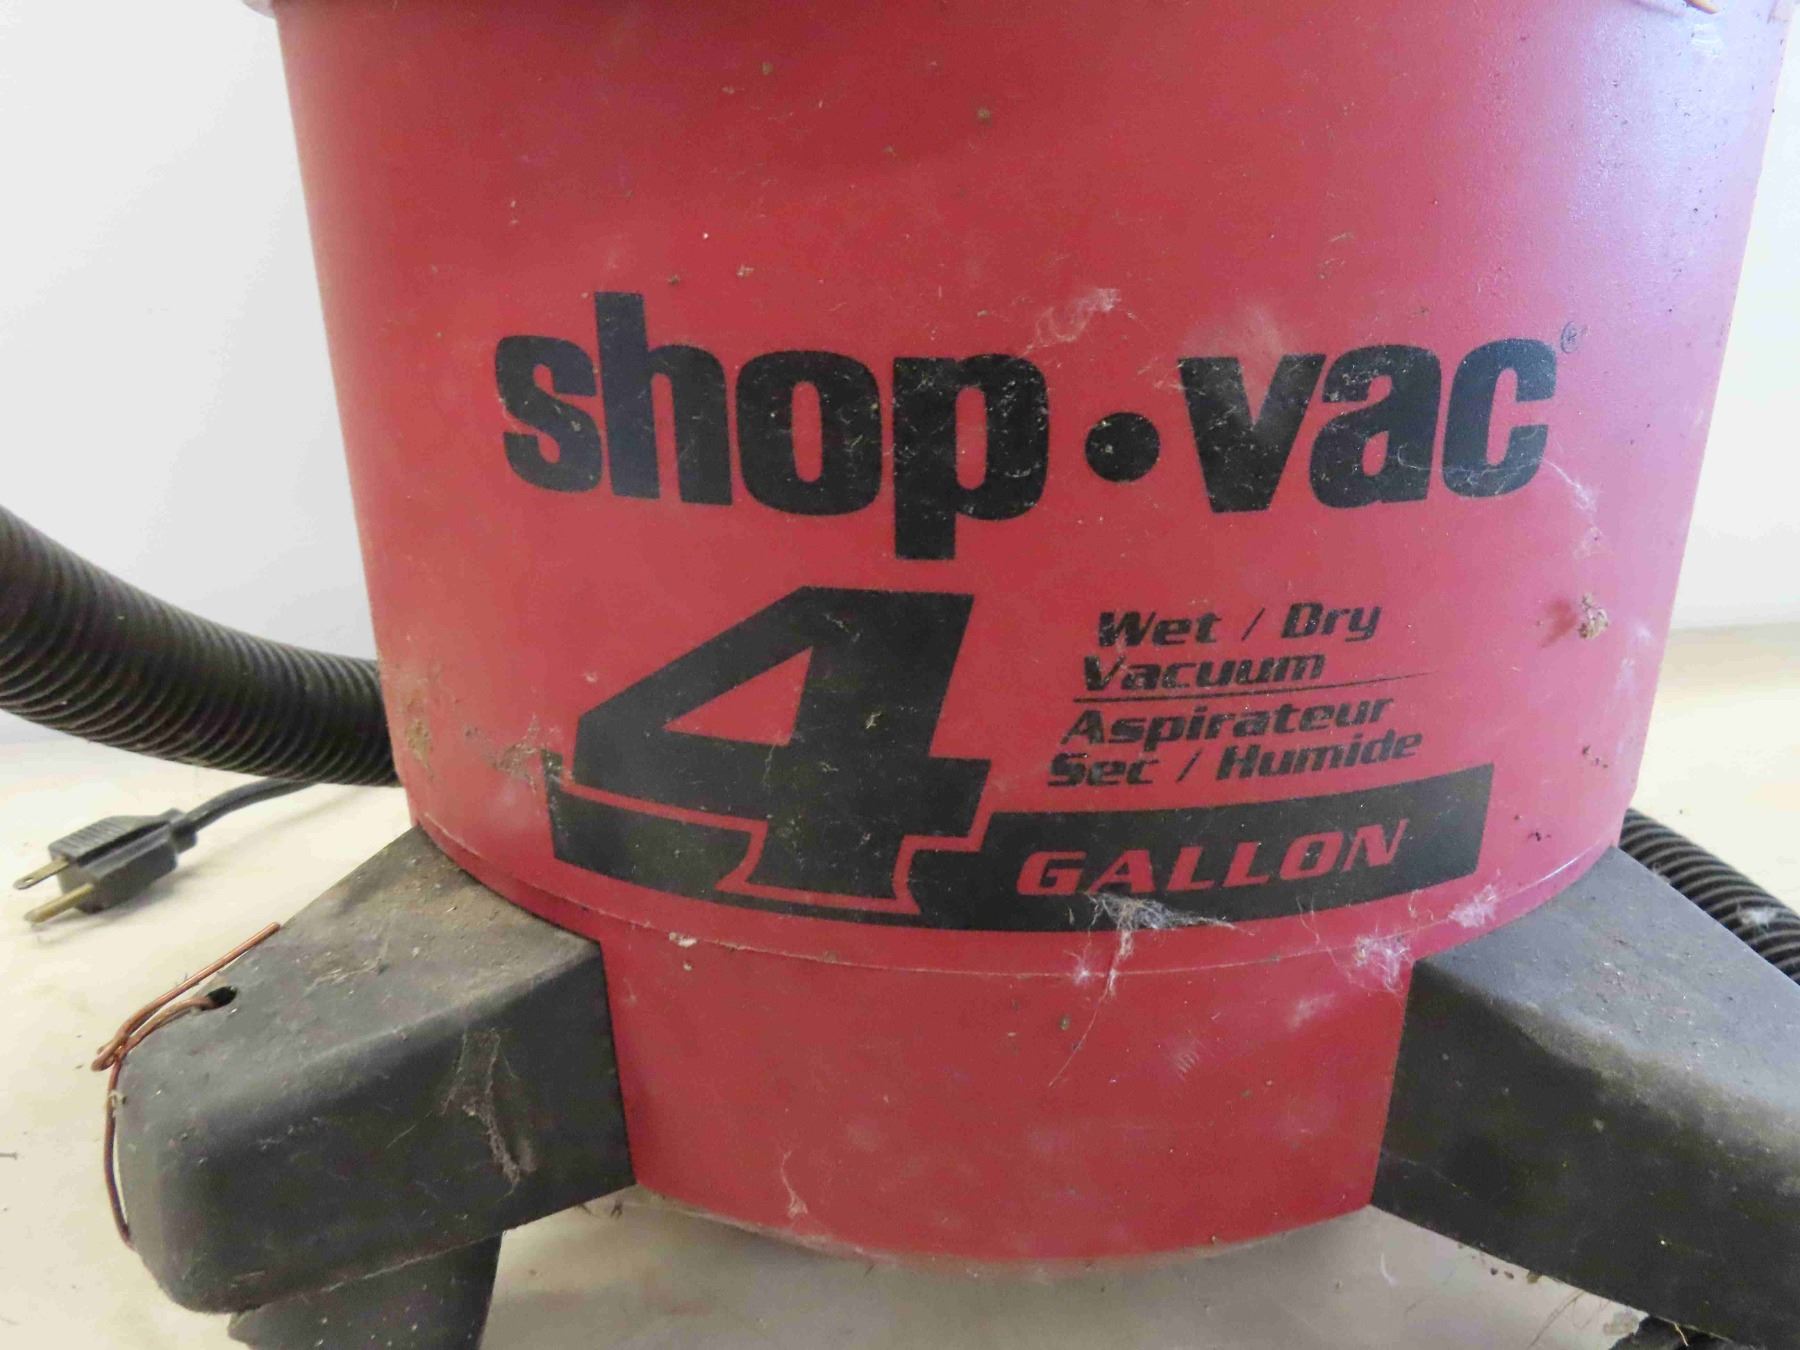 shop·vac®
4
Wet / Dry
Vacuum
Aspirateur
Sec / Humide
GALLON